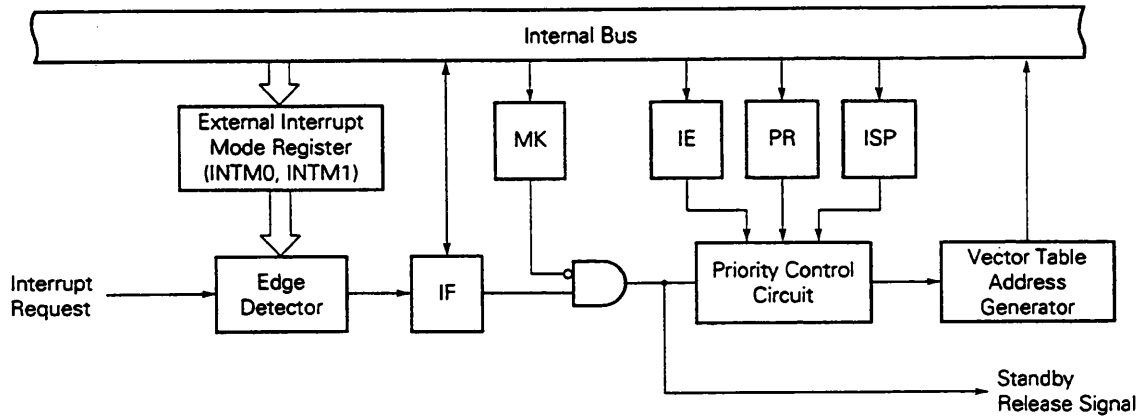 Internal Bus
External Interrupt
Mode Register
(INTM0, INTM1)
MK
IE
PR
ISP
Interrupt
Request
Edge
Detector
IF
Priority Control
Circuit
Vector Table
Address
Generator
Standby
Release Signal